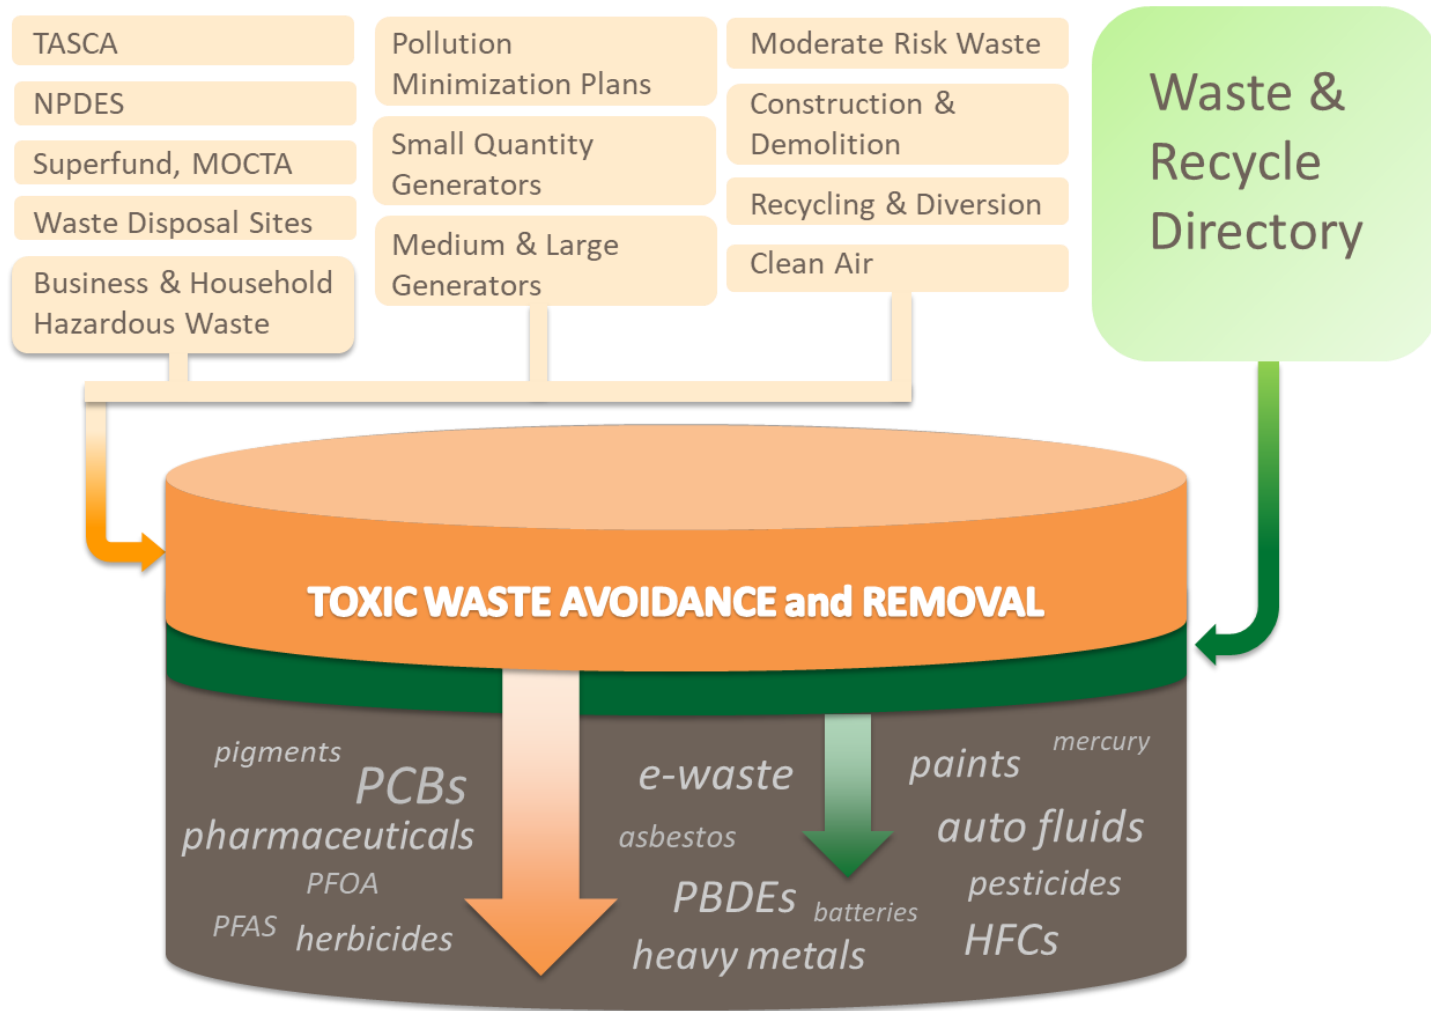 TASCA
NPDES
Superfund, MOCTA
Waste Disposal Sites
Business & Household
Hazardous Waste
Pollution
Minimization Plans
Small Quantity
Generators
Medium & Large
Generators
Moderate Risk Waste
Construction &
Demolition
Recycling & Diversion
Clean Air
Waste &
Recycle
Directory
TOXIC WASTE AVOIDANCE and REMOVAL
pigments
PCBs
pharmaceuticals
PFOA
PFAS
herbicides
e-waste
asbestos
PBDEs
batteries
heavy metals
paints
mercury
auto fluids
pesticides
HFCs